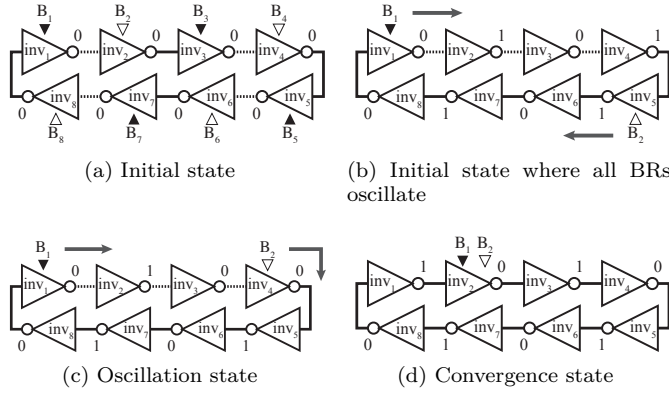 B₁ B₂ B₃ B₄
0 0 0 0
inv₁ inv₂ inv₃ inv₄
inv₈ inv₇ inv₆ inv₅
0 0 0 0
B₈ B₇ B₆ B₅
(a) Initial state
B₁
0 1 0 1
inv₁ inv₂ inv₃ inv₄
inv₈ inv₇ inv₆ inv₅
0 1 0 1
B₂
(b) Initial state where all BRs
oscillate
B₁ B₂
0 1 0 0
inv₁ inv₂ inv₃ inv₄
inv₈ inv₇ inv₆ inv₅
0 1 0 1
(c) Oscillation state
B₁ B₂
1 0 1 0
inv₁ inv₂ inv₃ inv₄
inv₈ inv₇ inv₆ inv₅
0 1 0 1
(d) Convergence state